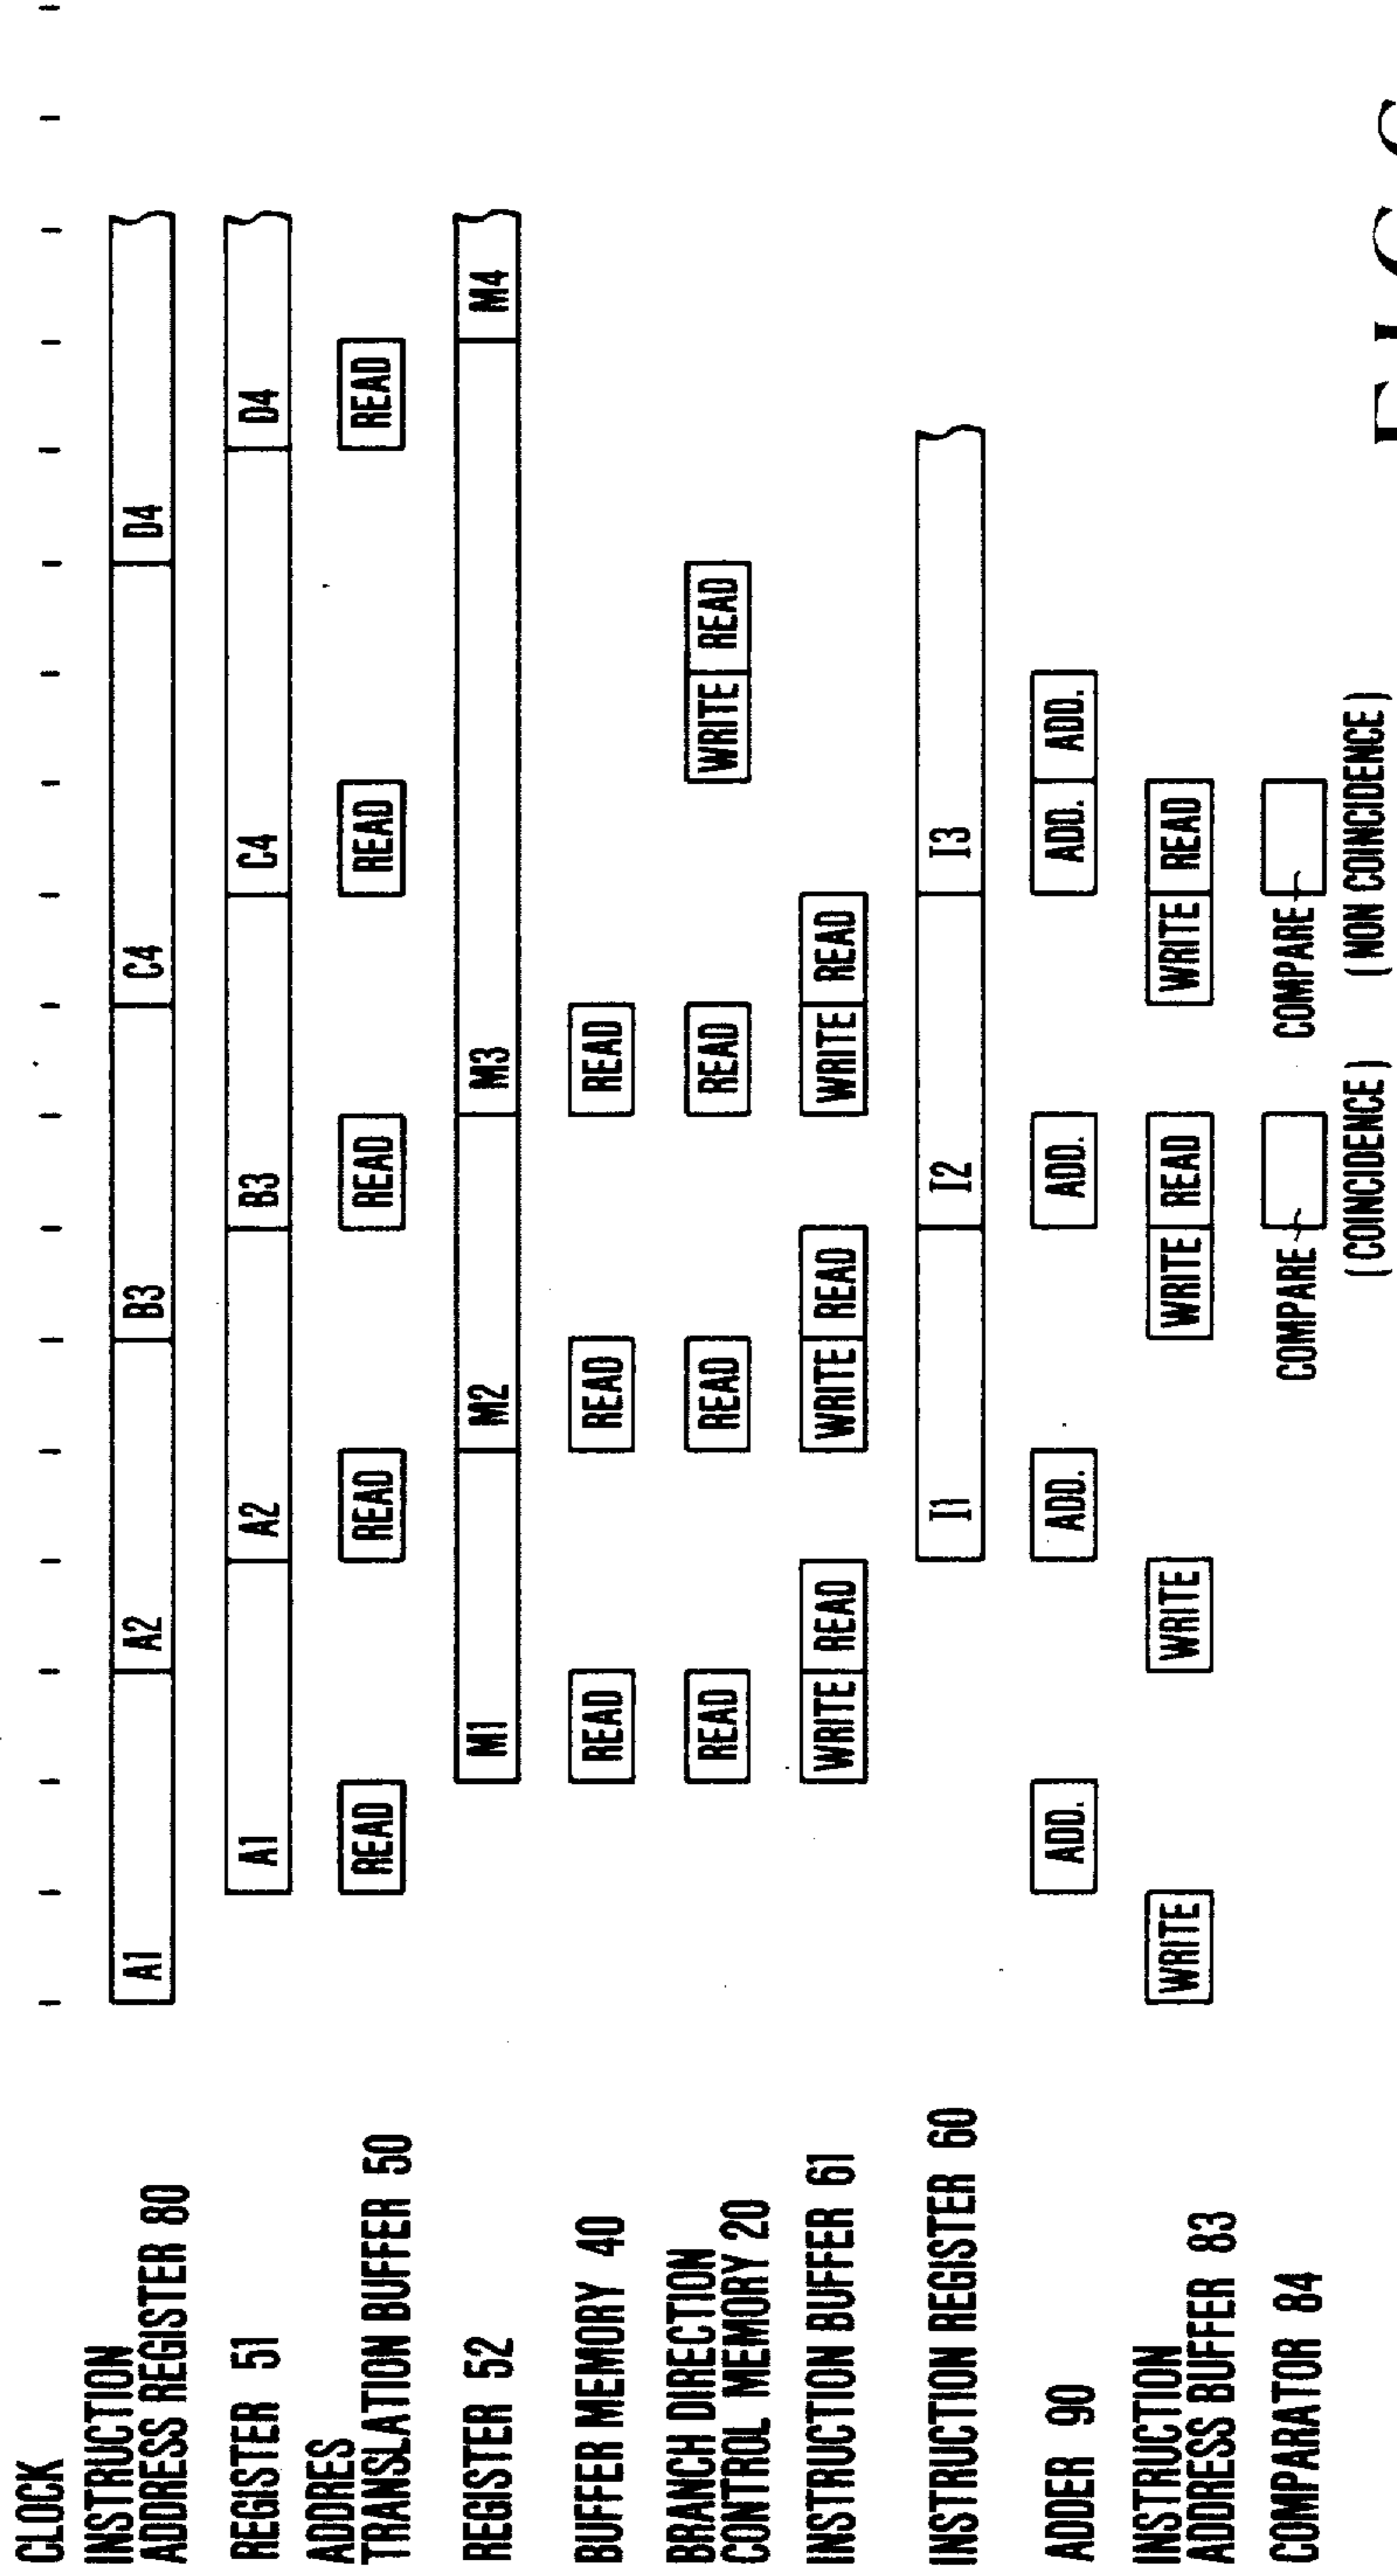 CLOCK
INSTRUCTION
ADDRESS REGISTER 80
A1 A2 B3 C4 D4
REGISTER 51
A1 A2 B3 C4 D4
ADDRES
TRANSLATION BUFFER 50
READ READ READ READ READ
REGISTER 52
M1 M2 M3 M4
BUFFER MEMORY 40
READ READ READ
BRANCH DIRECTION
CONTROL MEMORY 20
READ READ READ WRITE READ
INSTRUCTION BUFFER 61
WRITE READ WRITE READ WRITE READ
INSTRUCTION REGISTER 60
I1 I2 I3
ADDER 90
ADD. ADD. ADD. ADD. ADD.
INSTRUCTION
ADDRESS BUFFER 83
WRITE WRITE WRITE READ WRITE READ
COMPARATOR 84
COMPARE COMPARE
(COINCIDENCE) (NON COINCIDENCE)